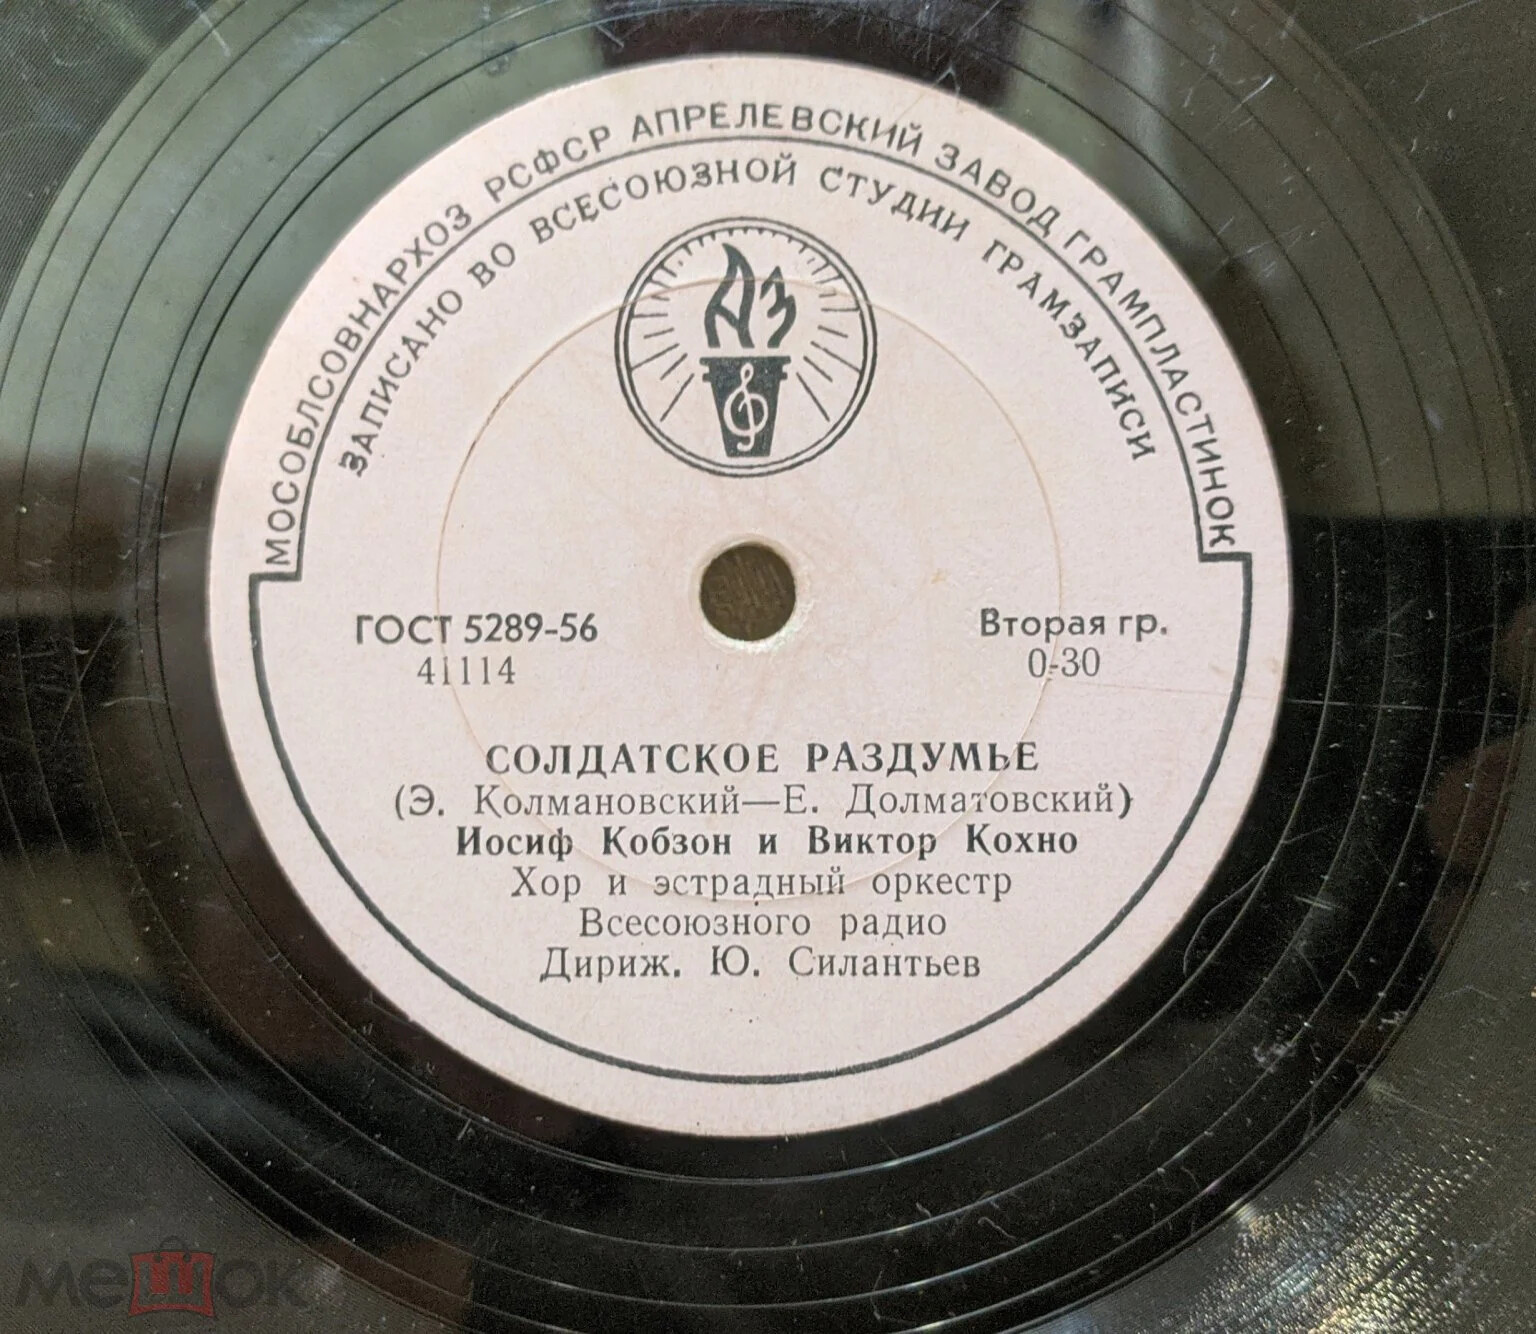 МОСОБЛСОВНАРХОЗ РСФСР АПРЕЛЕВСКИЙ ЗАВОД ГРАМПЛАСТИНОК
ЗАПИСАНО ВО ВСЕСОЮЗНОЙ СТУДИИ ГРАМЗАПИСИ
АЗ
ГОСТ 5289-56 Вторая гр.
41114 0-30
СОЛДАТСКОЕ РАЗДУМЬЕ
(Э. Колмановский—Е. Долматовский)
Иосиф Кобзон и Виктор Кохно
Хор и эстрадный оркестр
Всесоюзного радио
Дириж. Ю. Силантьев
мешок